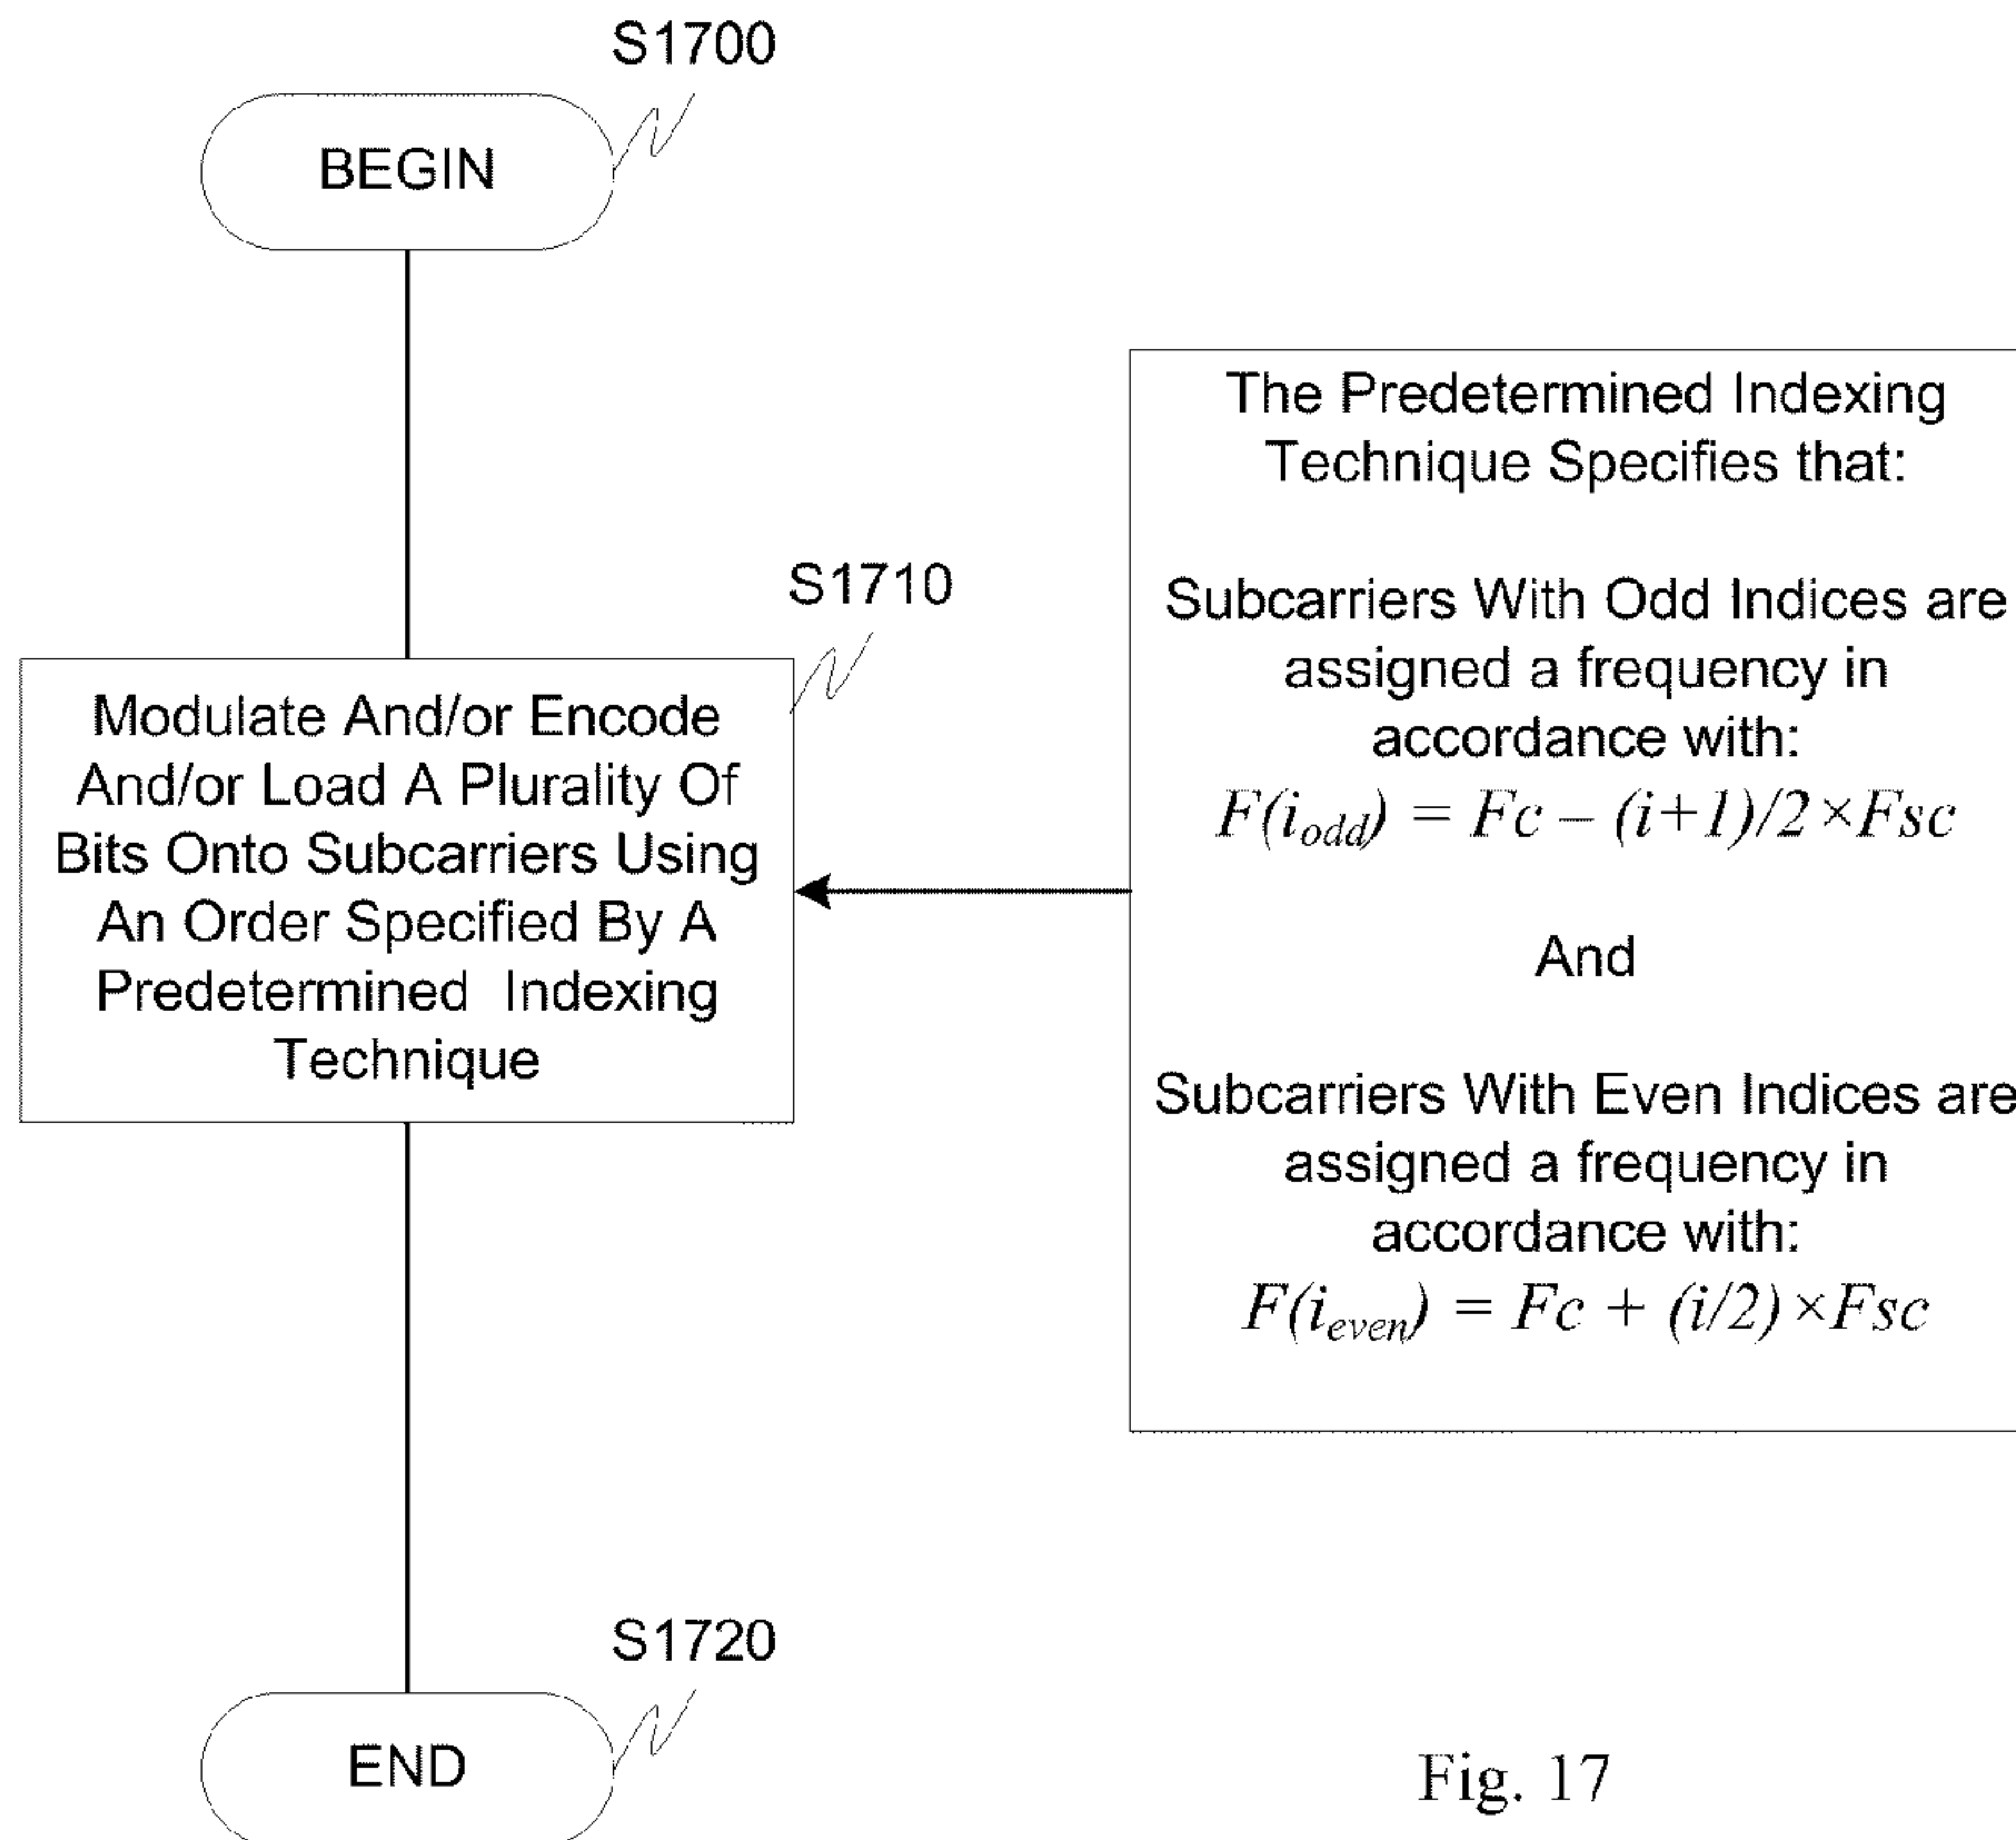 S1700
BEGIN
S1710
Modulate And/or Encode
And/or Load A Plurality Of
Bits Onto Subcarriers Using
An Order Specified By A
Predetermined Indexing
Technique
The Predetermined Indexing
Technique Specifies that:
Subcarriers With Odd Indices are
assigned a frequency in
accordance with:
F(i_odd) = Fc – (i+1)/2×Fsc
And
Subcarriers With Even Indices are
assigned a frequency in
accordance with:
F(i_even) = Fc + (i/2)×Fsc
S1720
END
Fig. 17